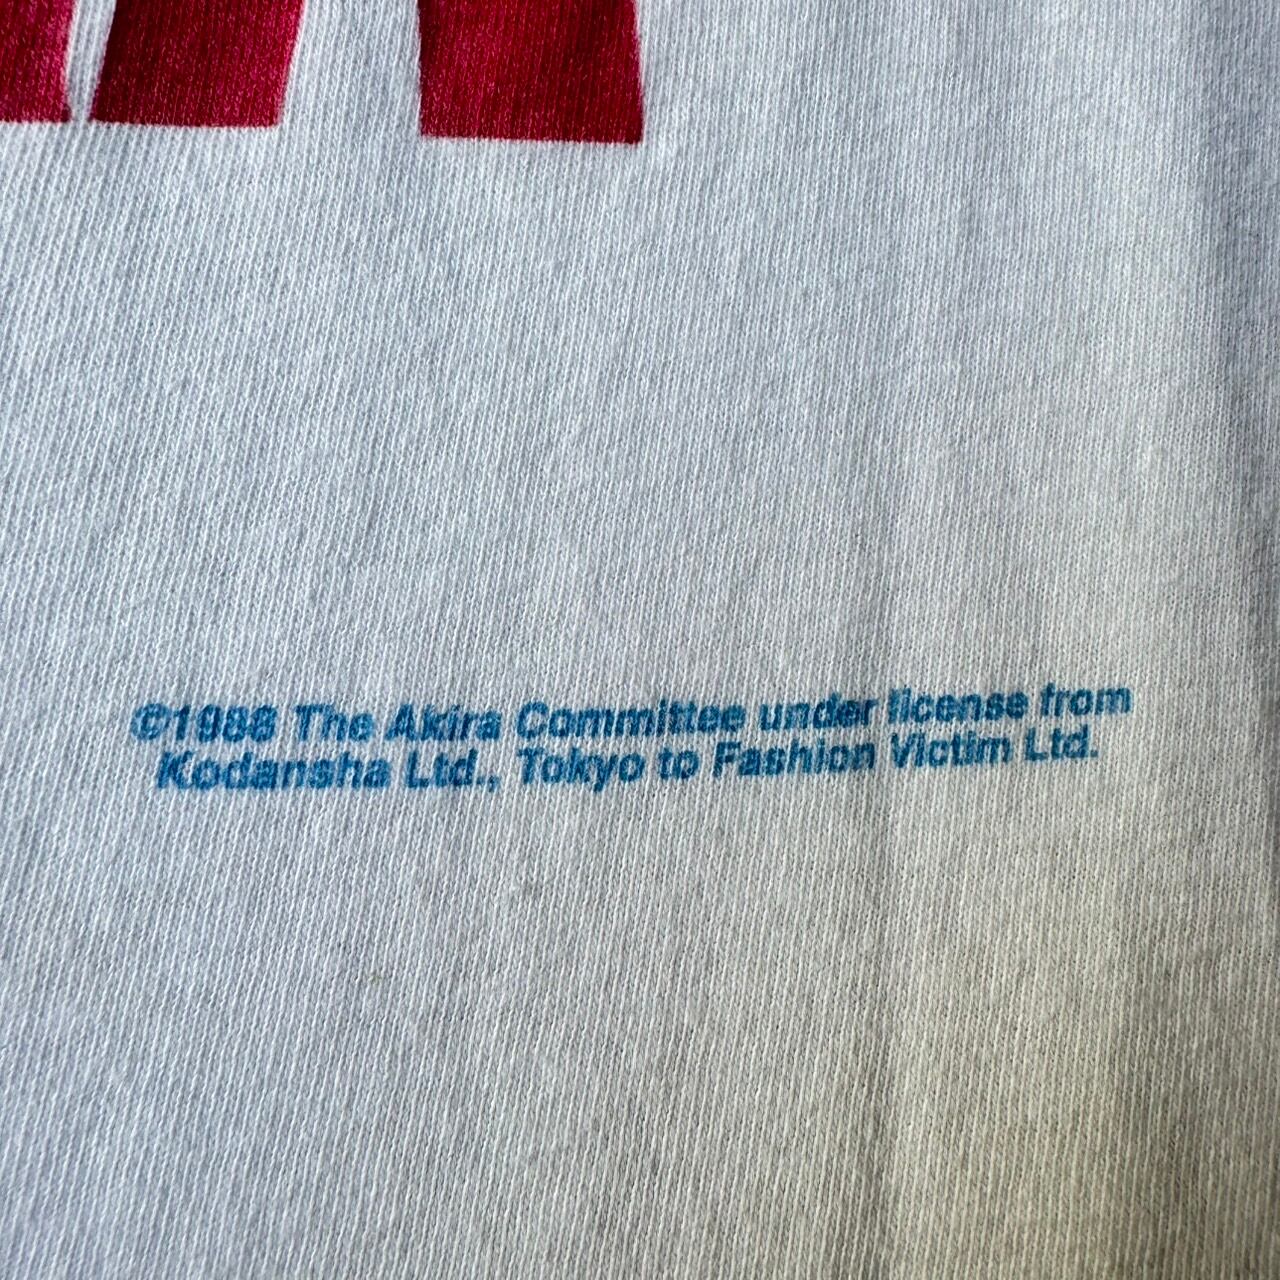 ©1988 The Akira Committee under license from
Kodansha Ltd., Tokyo to Fashion Victim Ltd.